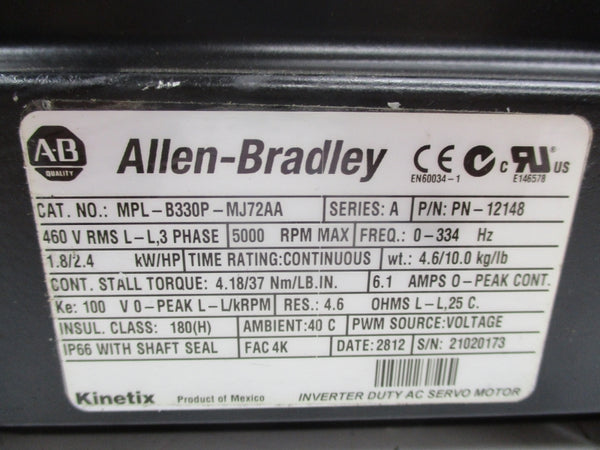 A-B QUALITY Allen-Bradley CE EN60034-1 C c RU US E146578
CAT. NO.: MPL-B330P-MJ72AA SERIES: A P/N: PN-12148
460 V RMS L-L,3 PHASE 5000 RPM MAX FREQ.: 0-334 Hz
1.8/2.4 kW/HP TIME RATING:CONTINUOUS wt.: 4.6/10.0 kg/lb
CONT. STALL TORQUE: 4.18/37 Nm/LB.IN. 6.1 AMPS 0-PEAK CONT.
Ke: 100 V 0-PEAK L-L/kRPM RES.: 4.6 OHMS L-L,25 C.
INSUL. CLASS: 180(H) AMBIENT:40 C PWM SOURCE:VOLTAGE
IP66 WITH SHAFT SEAL FAC 4K DATE: 2812 S/N: 21020173
Kinetix Product of Mexico INVERTER DUTY AC SERVO MOTOR